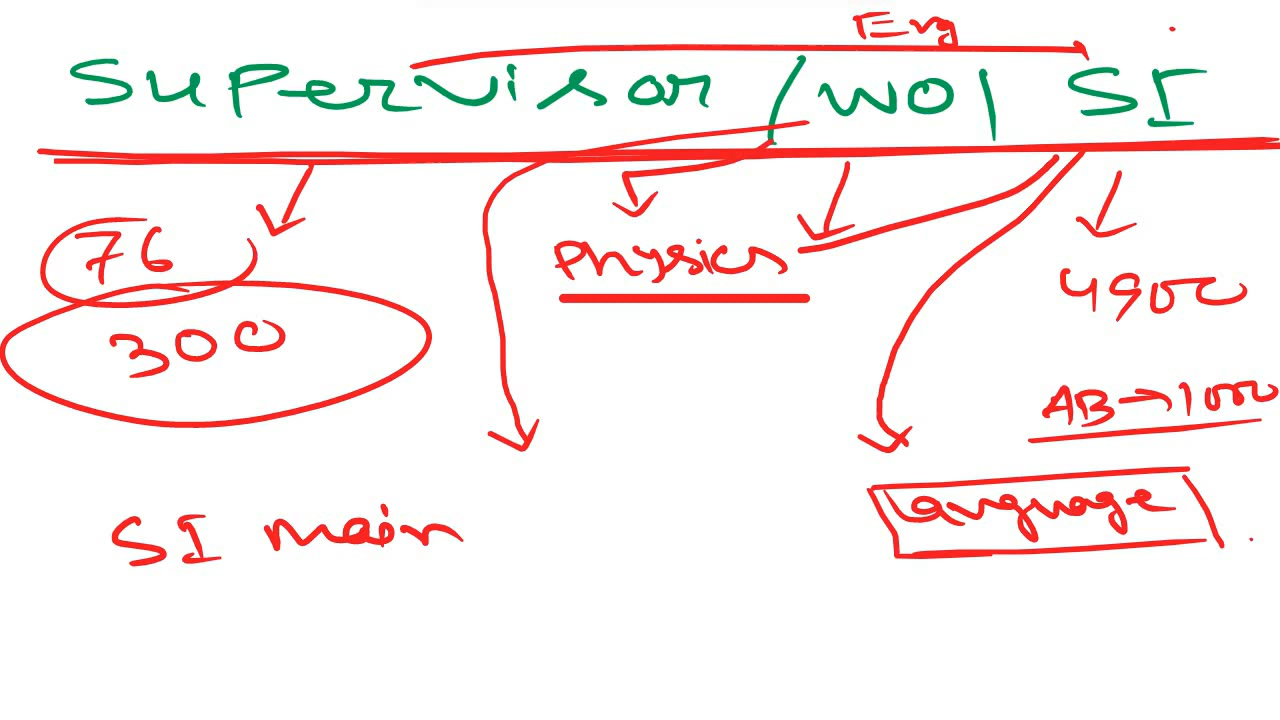 Eng
Supervisor / WO / SI
76
Physics
4900
300
AB → 1000
Language
SI main